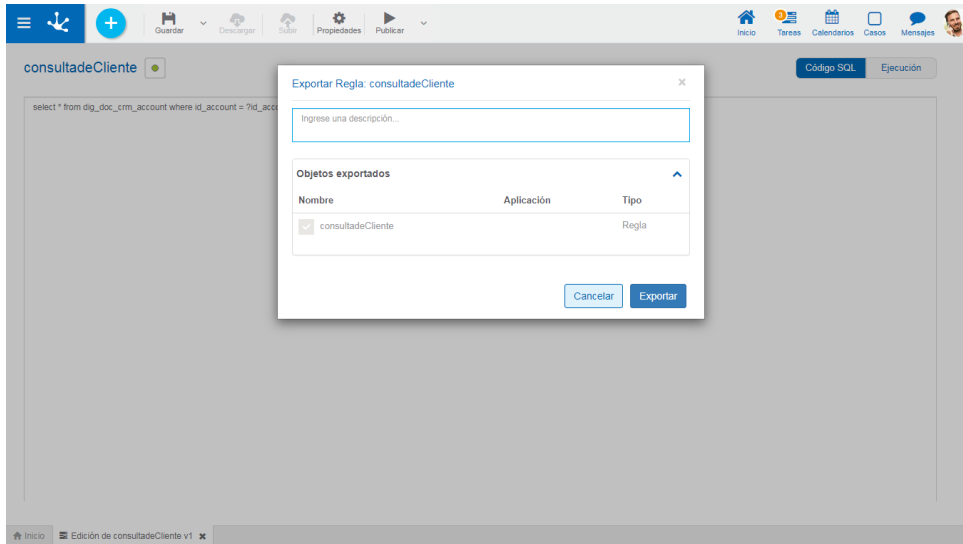 Guardar
Descargar
Subir
Propiedades
Publicar
Inicio
3
Tareas
Calendarios
Casos
Mensajes
consultadeCliente
Código SQL
Ejecución
select * from dig_doc_crm_account where id_account = ?id_acco
Exportar Regla: consultadeCliente
Ingrese una descripción...
Objetos exportados
Nombre Aplicación Tipo
consultadeCliente Regla
Cancelar
Exportar
Inicio
Edición de consultadeCliente v1